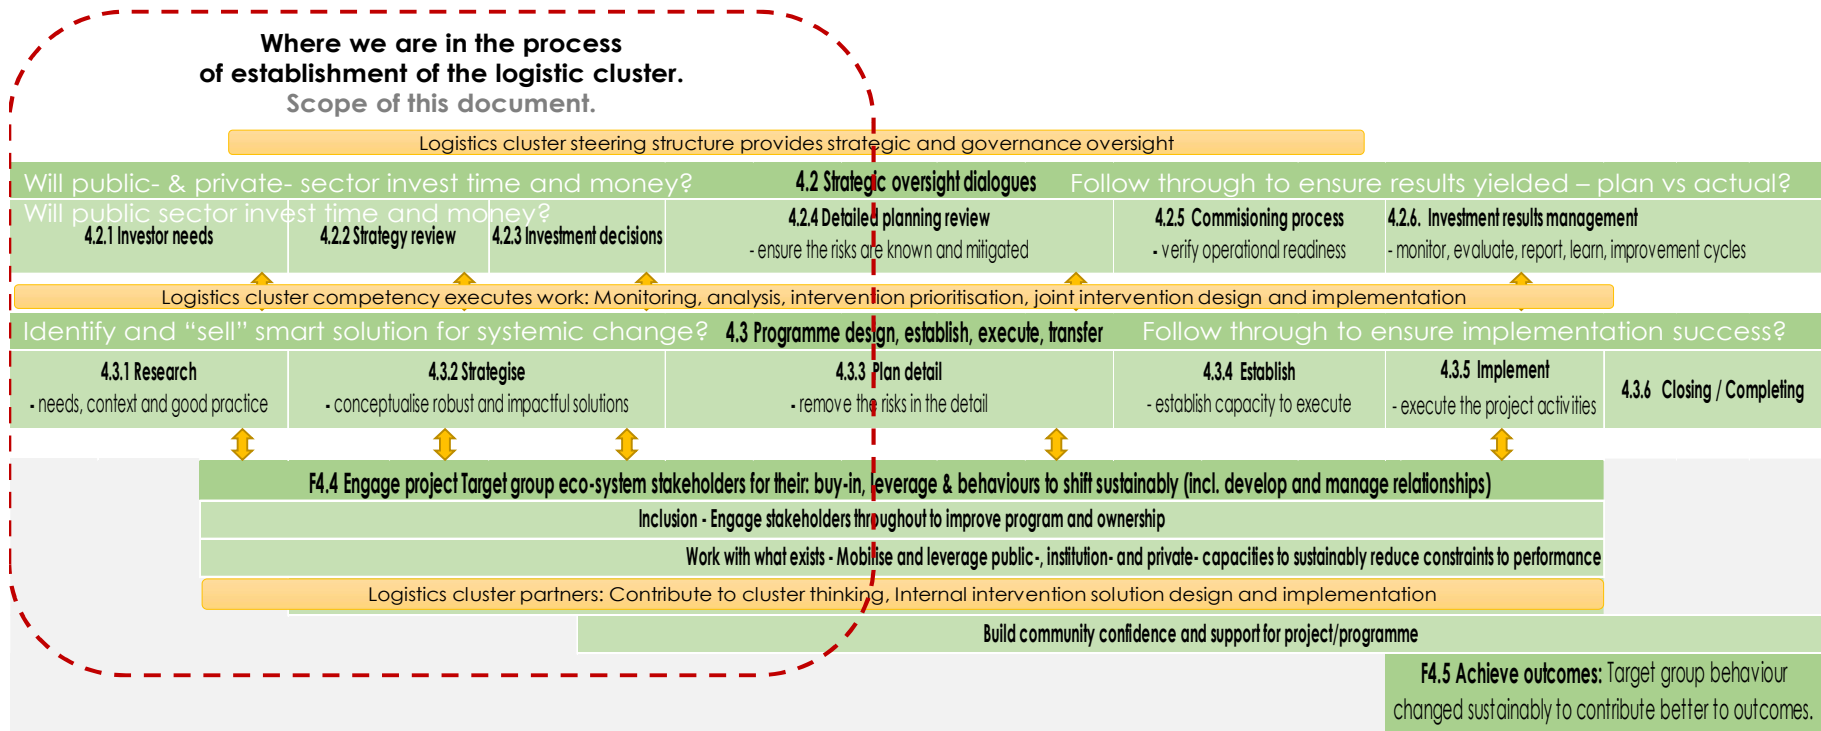 Where we are in the process
of establishment of the logistic cluster.
Scope of this document.
Logistics cluster steering structure provides strategic and governance oversight
Will public- & private- sector invest time and money?
4.2 Strategic oversight dialogues
Follow through to ensure results yielded – plan vs actual?
Will public sector invest time and money?
4.2.1 Investor needs
4.2.2 Strategy review
4.2.3 Investment decisions
4.2.4 Detailed planning review
- ensure the risks are known and mitigated
4.2.5 Commisioning process
- verify operational readiness
4.2.6. Investment results management
- monitor, evaluate, report, learn, improvement cycles
Logistics cluster competency executes work: Monitoring, analysis, intervention prioritisation, joint intervention design and implementation
Identify and “sell” smart solution for systemic change?
4.3 Programme design, establish, execute, transfer
Follow through to ensure implementation success?
4.3.1 Research
- needs, context and good practice
4.3.2 Strategise
- conceptualise robust and impactful solutions
4.3.3 Plan detail
- remove the risks in the detail
4.3.4 Establish
- establish capacity to execute
4.3.5 Implement
- execute the project activities
4.3.6 Closing / Completing
F4.4 Engage project Target group eco-system stakeholders for their: buy-in, leverage & behaviours to shift sustainably (incl. develop and manage relationships)
Inclusion - Engage stakeholders throughout to improve program and ownership
Work with what exists - Mobilise and leverage public-, institution- and private- capacities to sustainably reduce constraints to performance
Logistics cluster partners: Contribute to cluster thinking, Internal intervention solution design and implementation
Build community confidence and support for project/programme
F4.5 Achieve outcomes: Target group behaviour
changed sustainably to contribute better to outcomes.